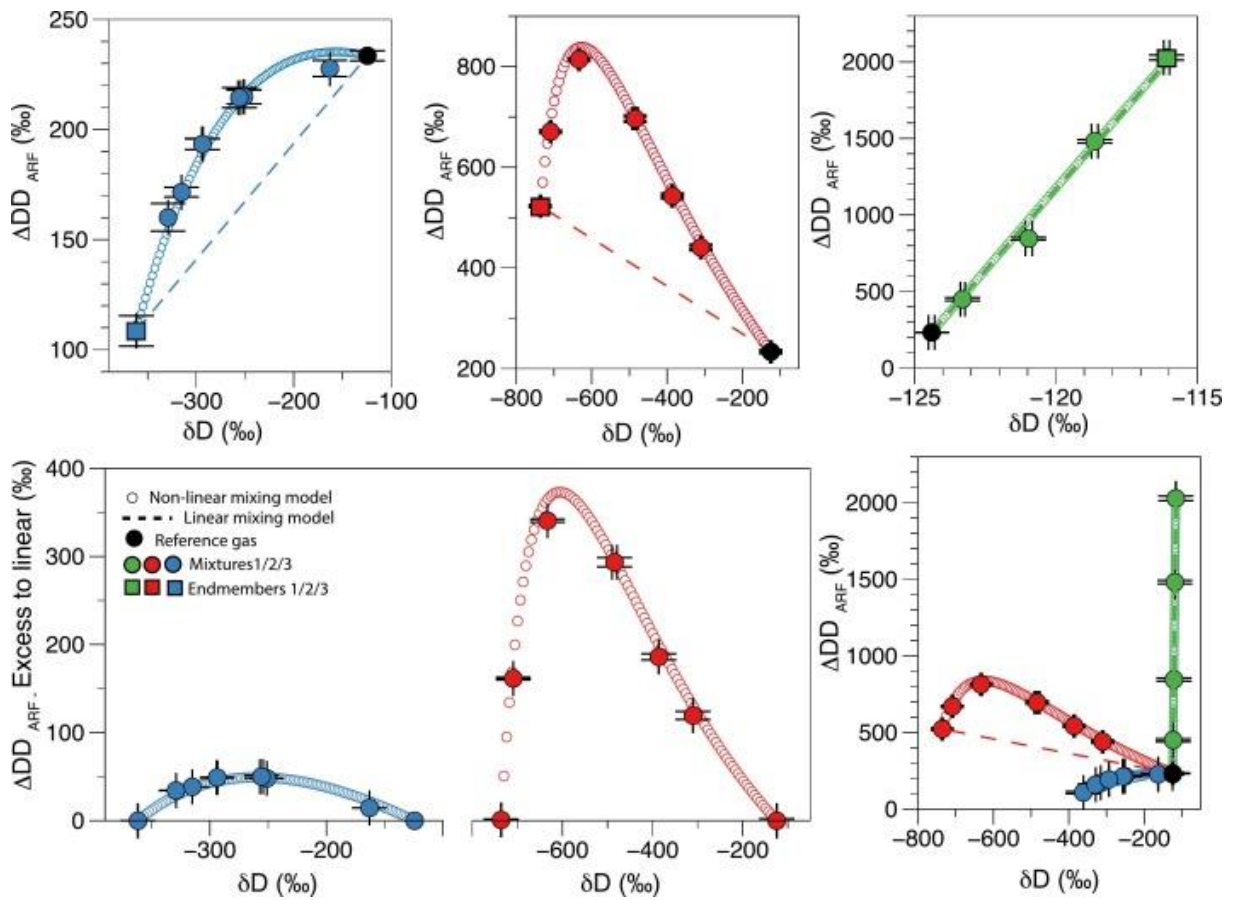 250
200
150
100
ΔDD ARF (‰)
−300
−200
−100
δD (‰)
800
600
400
200
ΔDD ARF (‰)
−800
−600
−400
−200
δD (‰)
2000
1500
1000
500
0
ΔDD ARF (‰)
−125
−120
−115
δD (‰)
400
300
200
100
0
ΔDD ARF - Excess to linear (‰)
Non-linear mixing model
Linear mixing model
Reference gas
Mixtures1/2/3
Endmembers 1/2/3
−300
−200
δD (‰)
−600
−400
−200
δD (‰)
2000
1500
1000
500
0
ΔDD ARF (‰)
−800
−600
−400
−200
δD (‰)